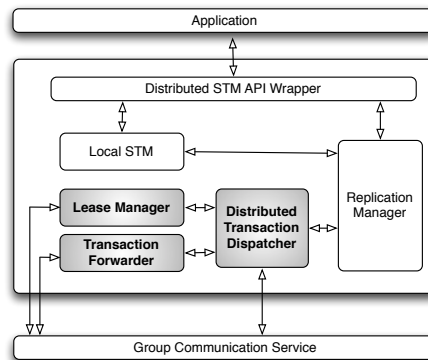 Application
Distributed STM API Wrapper
Local STM
Replication
Manager
Lease Manager
Distributed
Transaction
Dispatcher
Transaction
Forwarder
Group Communication Service